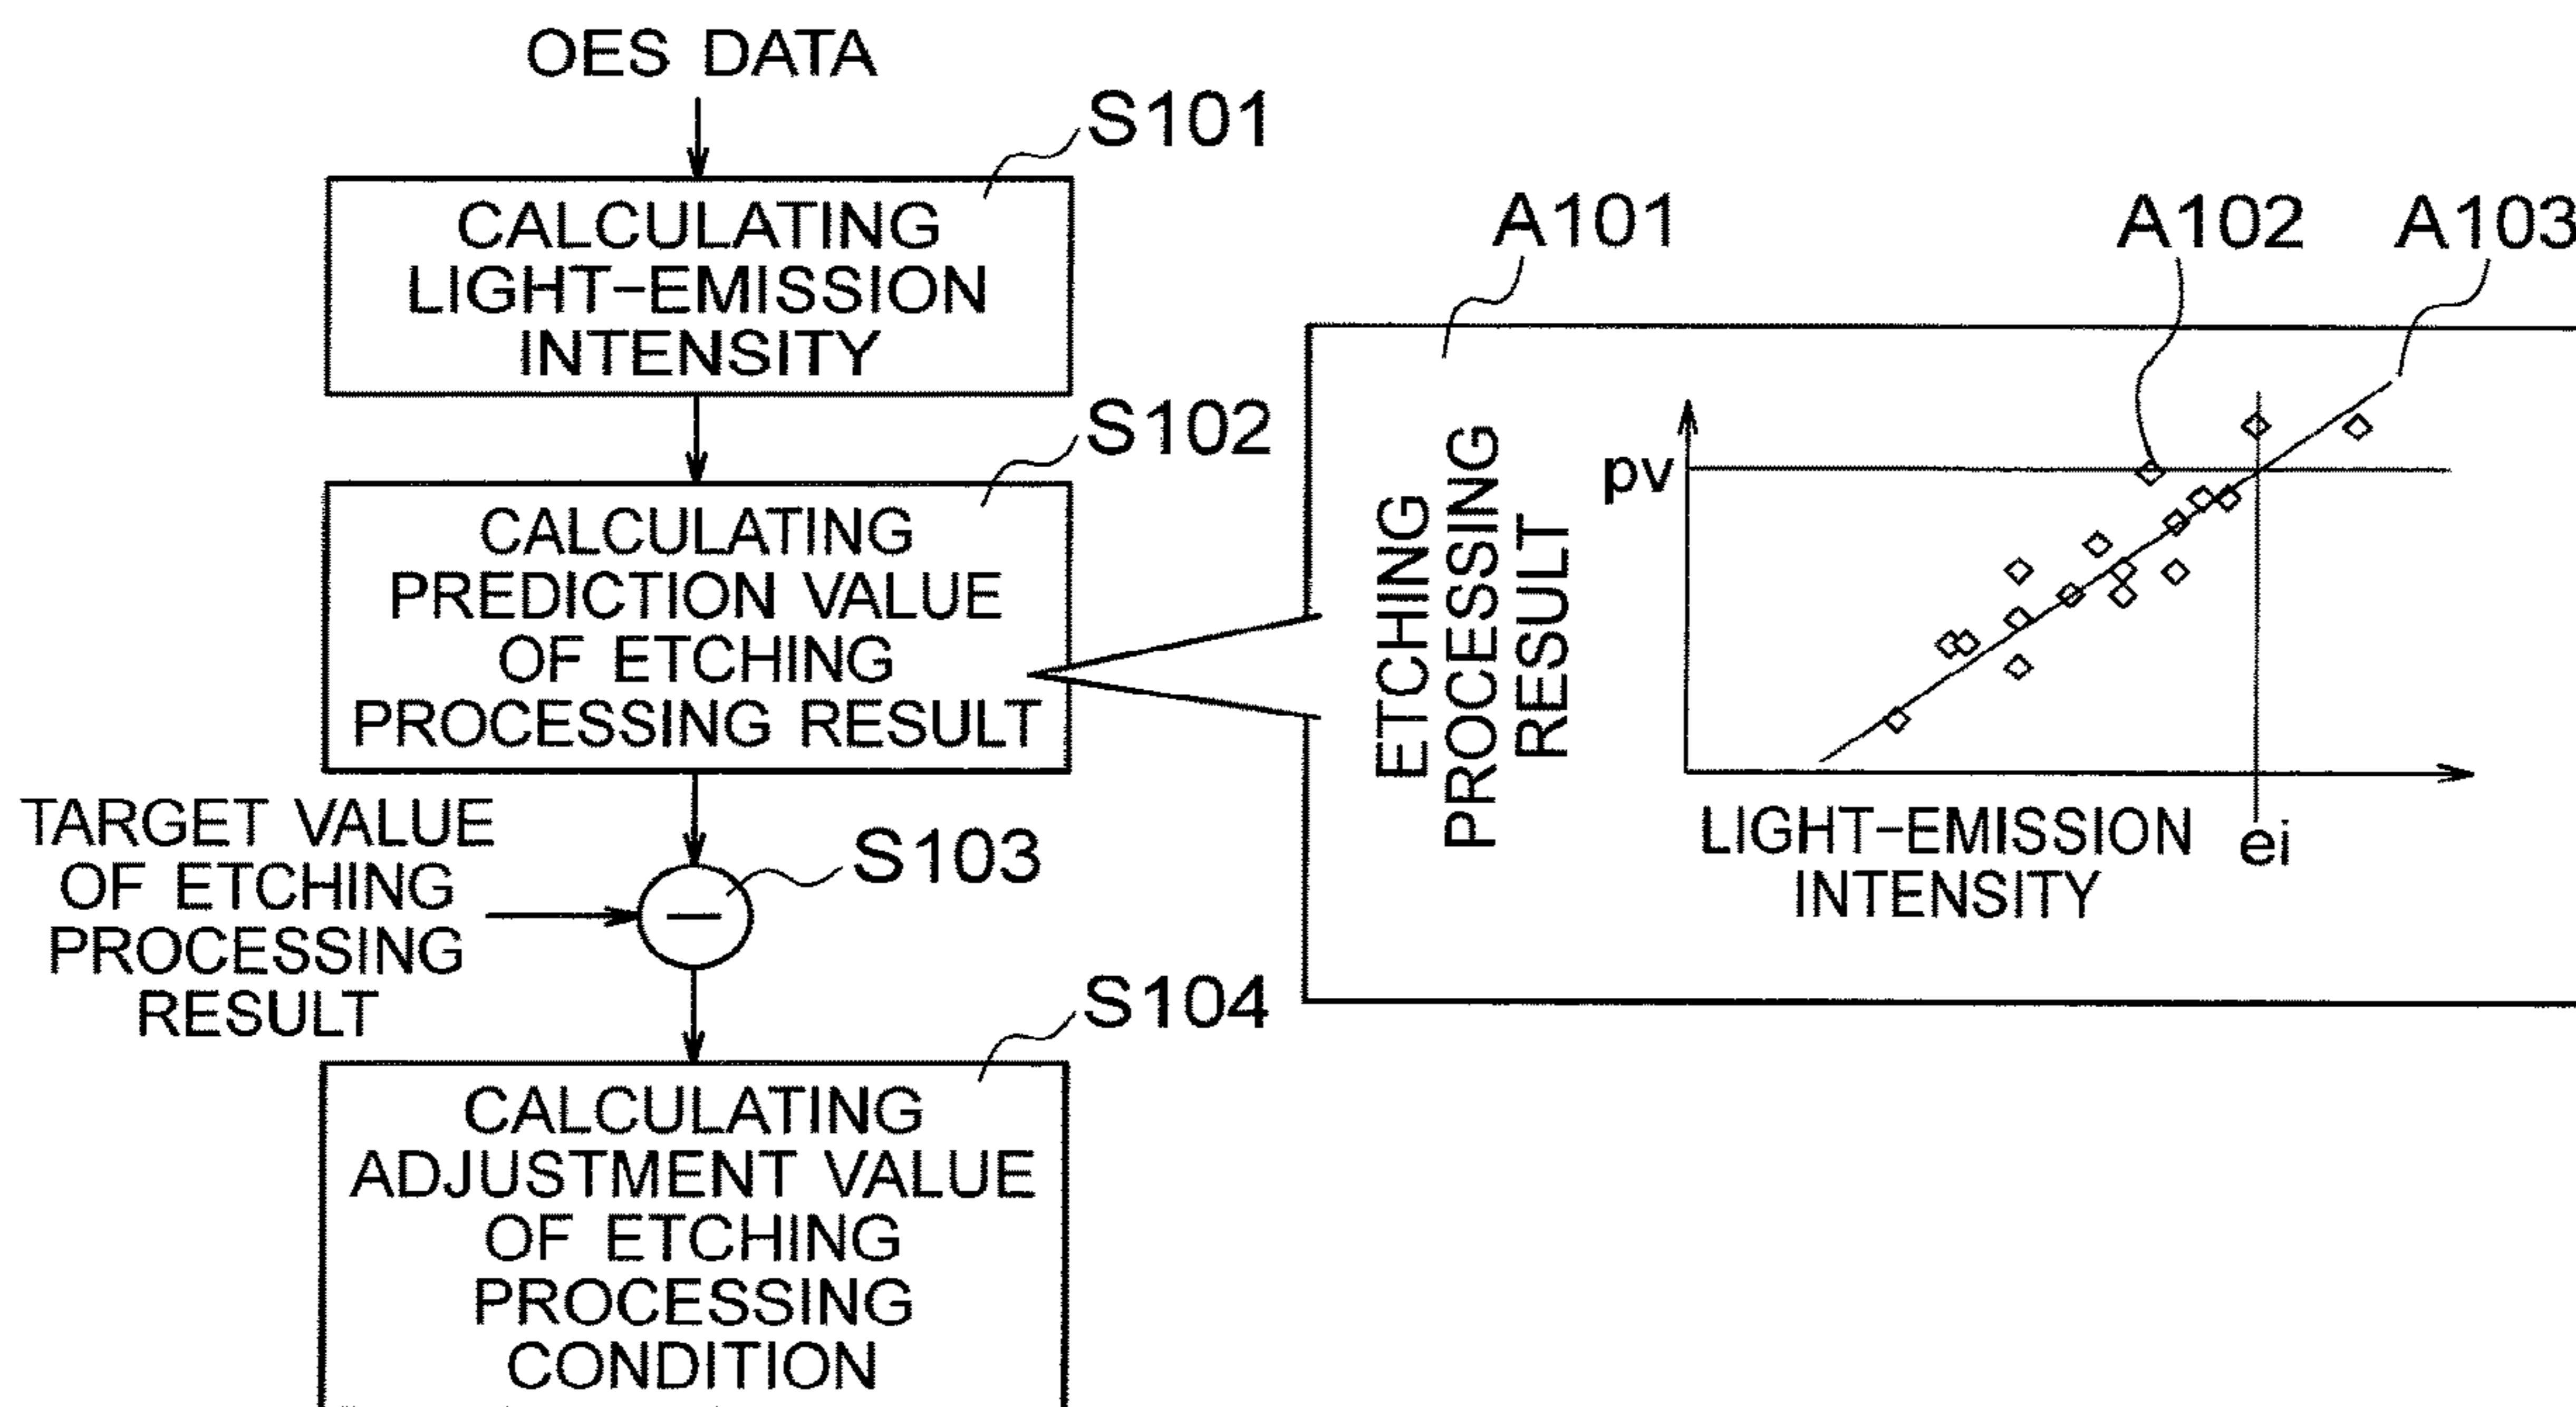 OES DATA
S101
CALCULATING
LIGHT-EMISSION
INTENSITY
S102
CALCULATING
PREDICTION VALUE
OF ETCHING
PROCESSING RESULT
TARGET VALUE
OF ETCHING
PROCESSING
RESULT
S103
S104
CALCULATING
ADJUSTMENT VALUE
OF ETCHING
PROCESSING
CONDITION
A101
A102
A103
ETCHING
PROCESSING
RESULT
pv
LIGHT-EMISSION
INTENSITY
ei